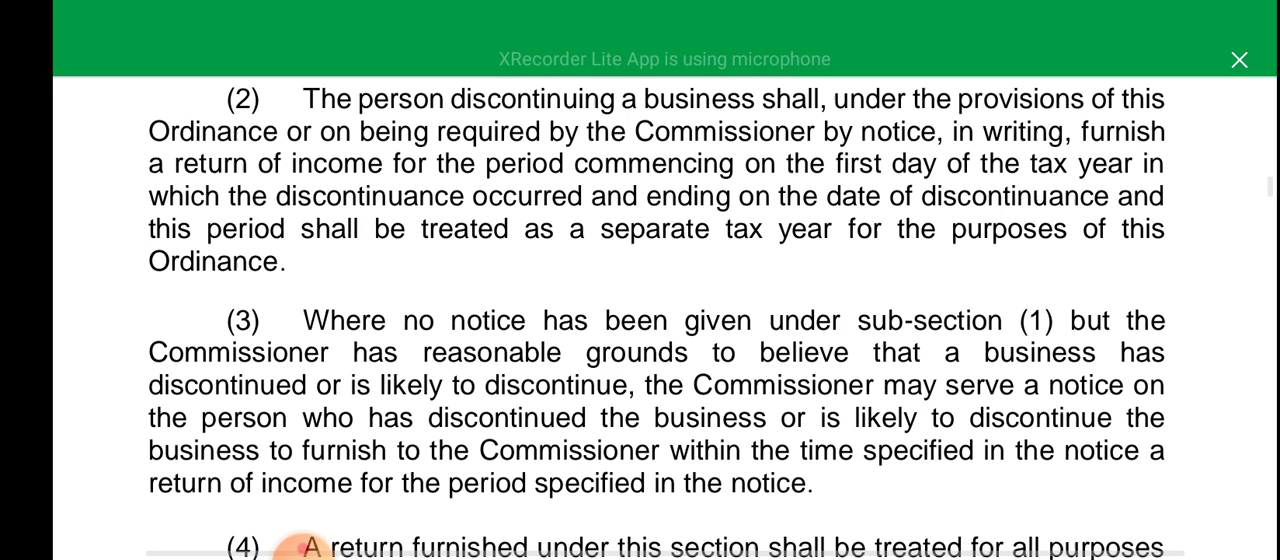 XRecorder Lite App is using microphone
(2) The person discontinuing a business shall, under the provisions of this
Ordinance or on being required by the Commissioner by notice, in writing, furnish
a return of income for the period commencing on the first day of the tax year in
which the discontinuance occurred and ending on the date of discontinuance and
this period shall be treated as a separate tax year for the purposes of this
Ordinance.
(3) Where no notice has been given under sub-section (1) but the
Commissioner has reasonable grounds to believe that a business has
discontinued or is likely to discontinue, the Commissioner may serve a notice on
the person who has discontinued the business or is likely to discontinue the
business to furnish to the Commissioner within the time specified in the notice a
return of income for the period specified in the notice.
(4) A return furnished under this section shall be treated for all purposes